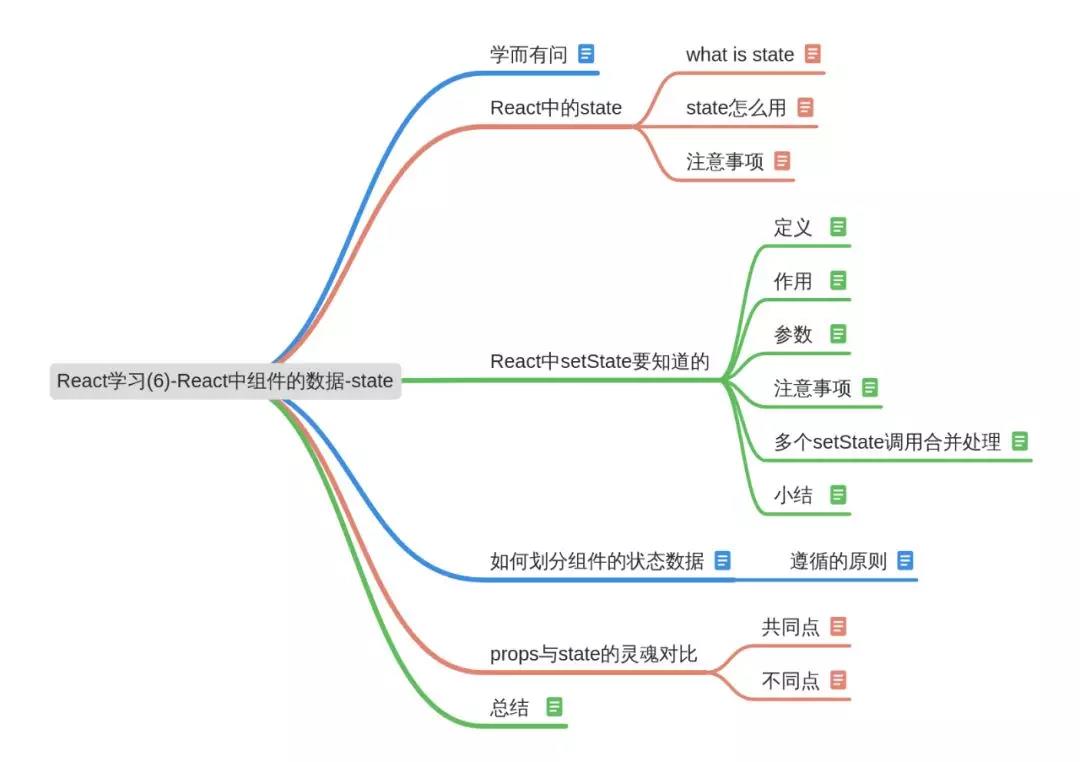 学而有问
React中的state
what is state
state怎么用
注意事项
React学习(6)-React中组件的数据-state
React中setState要知道的
定义
作用
参数
注意事项
多个setState调用合并处理
小结
如何划分组件的状态数据
遵循的原则
props与state的灵魂对比
共同点
不同点
总结